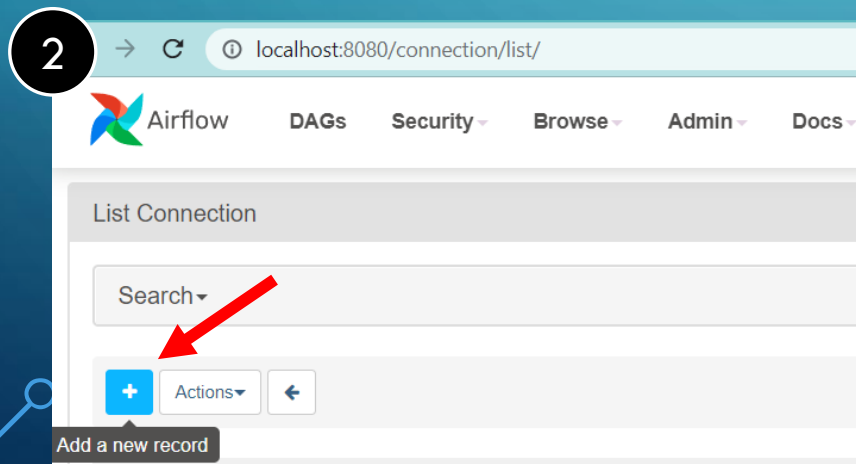 2
localhost:8080/connection/list/
Airflow DAGs Security Browse Admin Docs
List Connection
Search
+ Actions
Add a new record